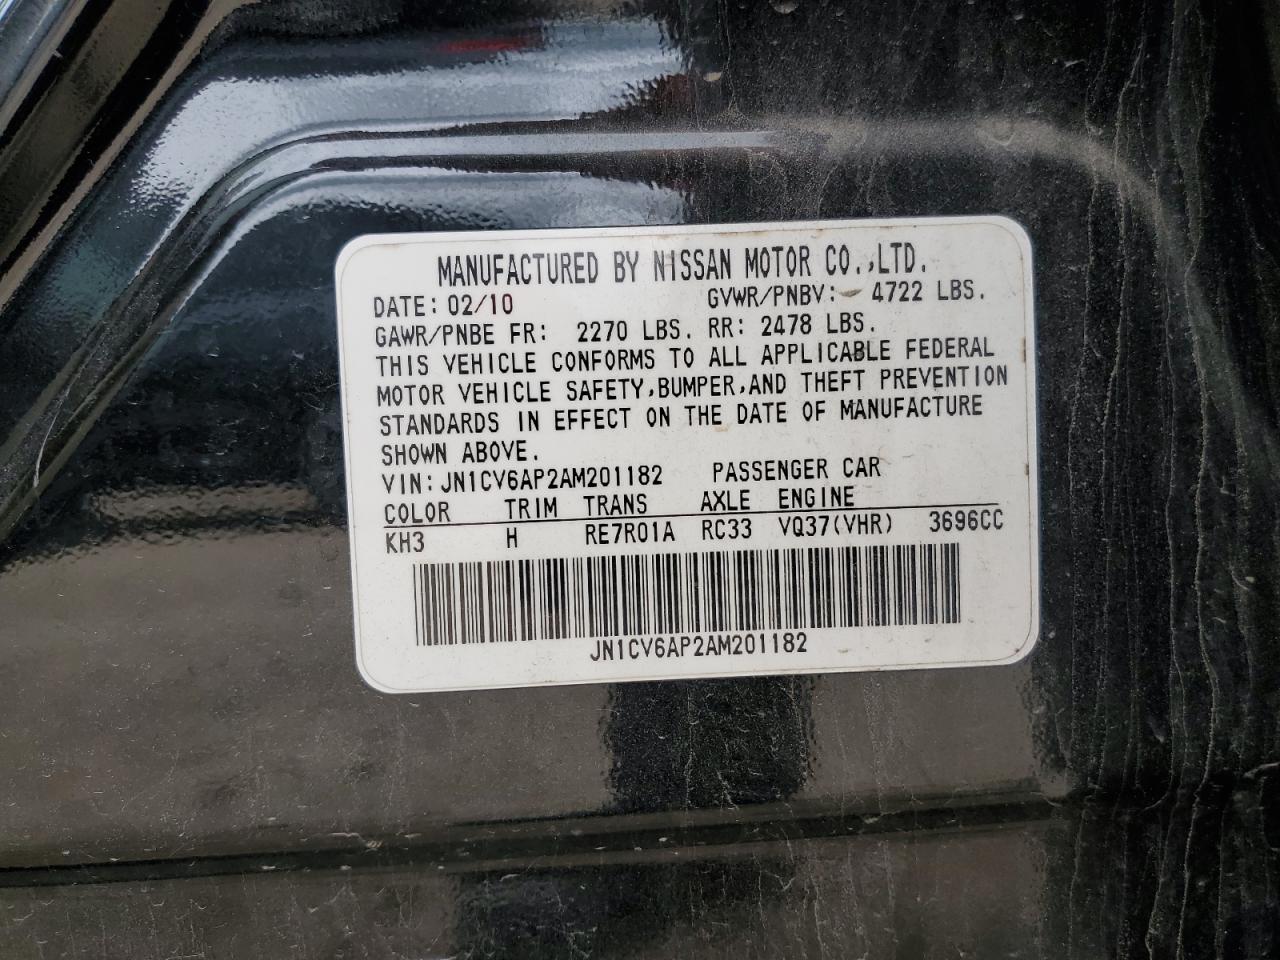 MANUFACTURED BY NISSAN MOTOR CO.,LTD.
DATE: 02/10 GVWR/PNBV: 4722 LBS.
GAWR/PNBE FR: 2270 LBS. RR: 2478 LBS.
THIS VEHICLE CONFORMS TO ALL APPLICABLE FEDERAL
MOTOR VEHICLE SAFETY,BUMPER,AND THEFT PREVENTION
STANDARDS IN EFFECT ON THE DATE OF MANUFACTURE
SHOWN ABOVE.
VIN: JN1CV6AP2AM201182 PASSENGER CAR
COLOR TRIM TRANS AXLE ENGINE
KH3 H RE7R01A RC33 VQ37(VHR) 3696CC
JN1CV6AP2AM201182